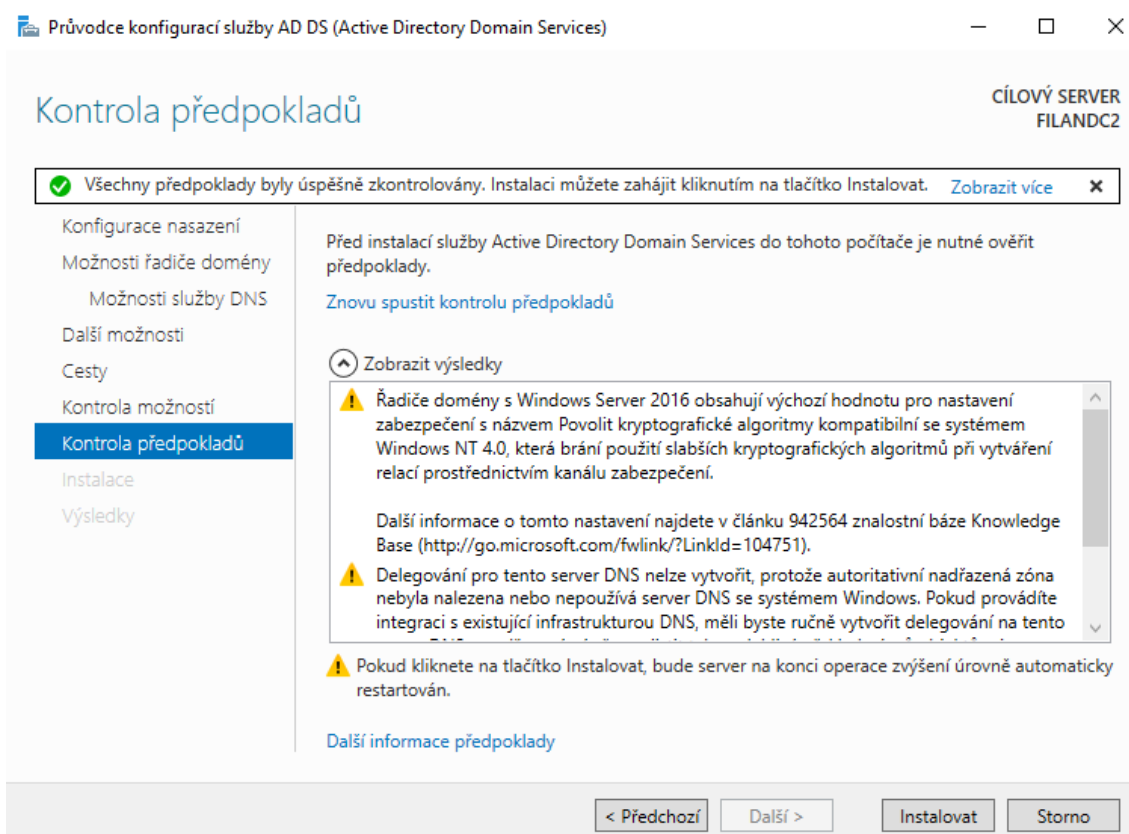 Průvodce konfigurací služby AD DS (Active Directory Domain Services)
Kontrola předpokladů
CÍLOVÝ SERVER
FILANDC2
Všechny předpoklady byly úspěšně zkontrolovány. Instalaci můžete zahájit kliknutím na tlačítko Instalovat. Zobrazit více
Konfigurace nasazení
Možnosti řadiče domény
Možnosti služby DNS
Další možnosti
Cesty
Kontrola možností
Kontrola předpokladů
Instalace
Výsledky
Před instalací služby Active Directory Domain Services do tohoto počítače je nutné ověřit
předpoklady.
Znovu spustit kontrolu předpokladů
Zobrazit výsledky
Řadiče domény s Windows Server 2016 obsahují výchozí hodnotu pro nastavení
zabezpečení s názvem Povolit kryptografické algoritmy kompatibilní se systémem
Windows NT 4.0, která brání použití slabších kryptografických algoritmů při vytváření
relací prostřednictvím kanálu zabezpečení.
Další informace o tomto nastavení najdete v článku 942564 znalostní báze Knowledge
Base (http://go.microsoft.com/fwlink/?LinkId=104751).
Delegování pro tento server DNS nelze vytvořit, protože autoritativní nadřazená zóna
nebyla nalezena nebo nepoužívá server DNS se systémem Windows. Pokud provádíte
integraci s existující infrastrukturou DNS, měli byste ručně vytvořit delegování na tento
Pokud kliknete na tlačítko Instalovat, bude server na konci operace zvýšení úrovně automaticky
restartován.
Další informace předpoklady
< Předchozí
Další >
Instalovat
Storno